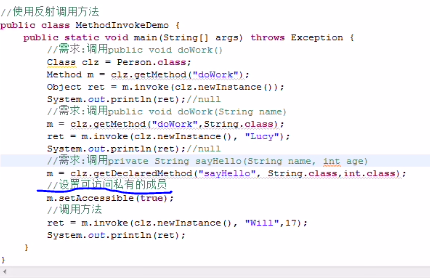 //使用反射调用方法
public class MethodInvokeDemo {
public static void main(String[] args) throws Exception {
//需求:调用public void doWork()
Class clz = Person.class;
Method m = clz.getMethod("doWork");
Object ret = m.invoke(clz.newInstance());
System.out.println(ret);//null
//需求:调用public void doWork(String name)
m = clz.getMethod("doWork",String.class);
ret = m.invoke(clz.newInstance(), "Lucy");
System.out.println(ret);//null
//需求:调用private String sayHello(String name, int age)
m = clz.getDeclaredMethod("sayHello", String.class,int.class);
//设置可访问私有的成员
m.setAccessible(true);
//调用方法
ret = m.invoke(clz.newInstance(), "Will",17);
System.out.println(ret);
}
}